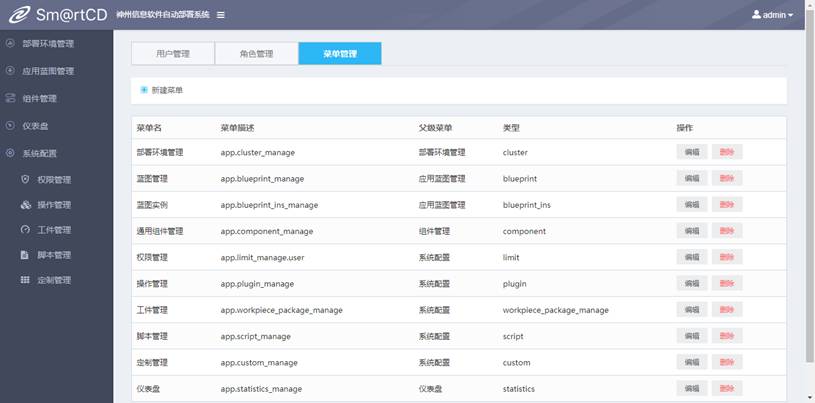 Sm@rtCD 神州信息软件自动部署系统 admin
部署环境管理
应用蓝图管理
组件管理
仪表盘
系统配置
权限管理
操作管理
工件管理
脚本管理
定制管理
用户管理 角色管理 菜单管理
新建菜单
菜单名 菜单描述 父级菜单 类型 操作
部署环境管理 app.cluster_manage 部署环境管理 cluster 编辑 删除
蓝图管理 app.blueprint_manage 应用蓝图管理 blueprint 编辑 删除
蓝图实例 app.blueprint_ins_manage 应用蓝图管理 blueprint_ins 编辑 删除
通用组件管理 app.component_manage 组件管理 component 编辑 删除
权限管理 app.limit_manage.user 系统配置 limit 编辑 删除
操作管理 app.plugin_manage 系统配置 plugin 编辑 删除
工件管理 app.workpiece_package_manage 系统配置 workpiece_package_manage 编辑 删除
脚本管理 app.script_manage 系统配置 script 编辑 删除
定制管理 app.custom_manage 系统配置 custom 编辑 删除
仪表盘 app.statistics_manage 仪表盘 statistics 编辑 删除